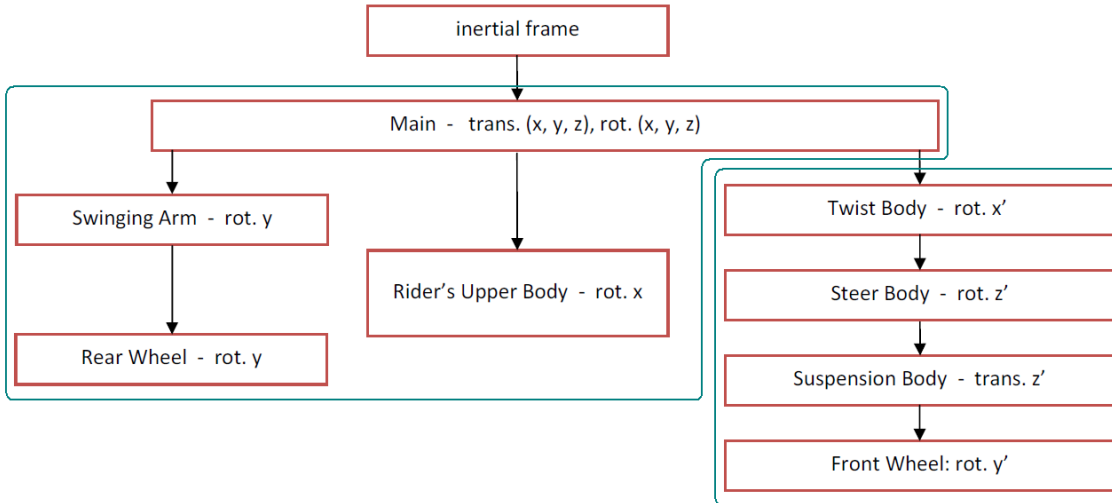 inertial frame
Main - trans. (x, y, z), rot. (x, y, z)
Swinging Arm - rot. y
Twist Body - rot. x’
Rider’s Upper Body - rot. x
Steer Body - rot. z’
Rear Wheel - rot. y
Suspension Body - trans. z’
Front Wheel: rot. y’